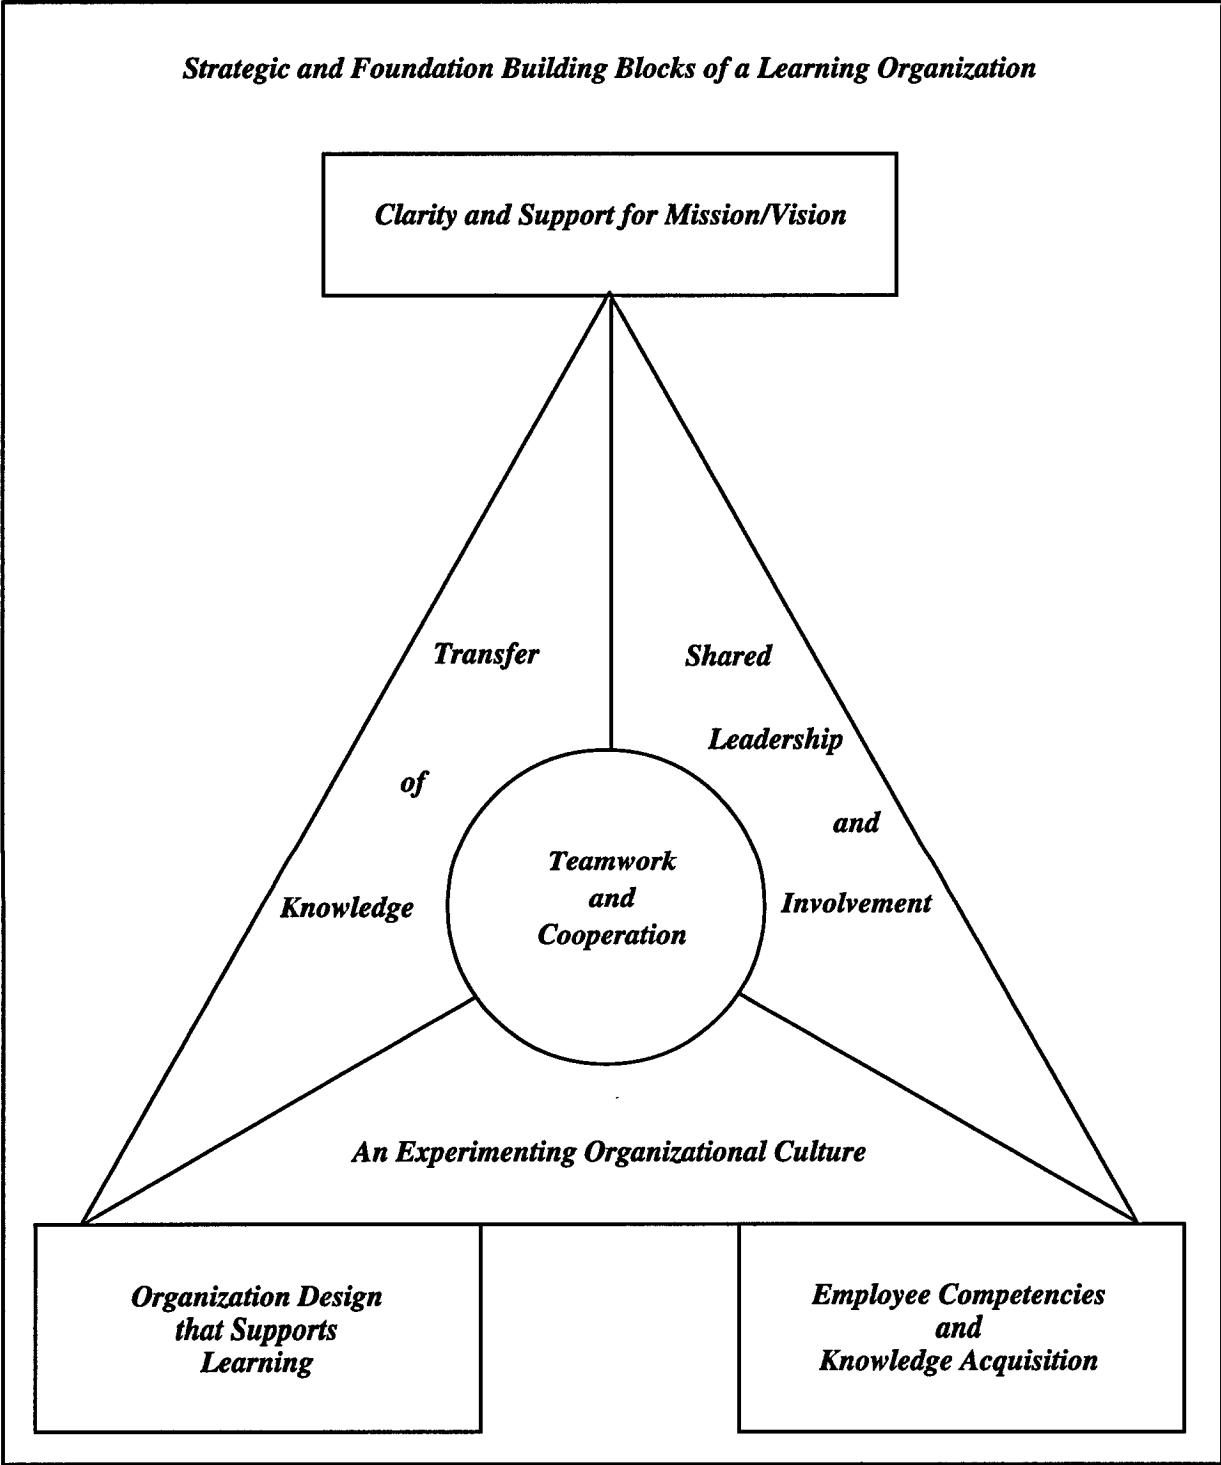 Strategic and Foundation Building Blocks of a Learning Organization
Clarity and Support for Mission/Vision
Transfer
of
Knowledge
Shared
Leadership
and
Involvement
Teamwork
and
Cooperation
An Experimenting Organizational Culture
Organization Design
that Supports
Learning
Employee Competencies
and
Knowledge Acquisition